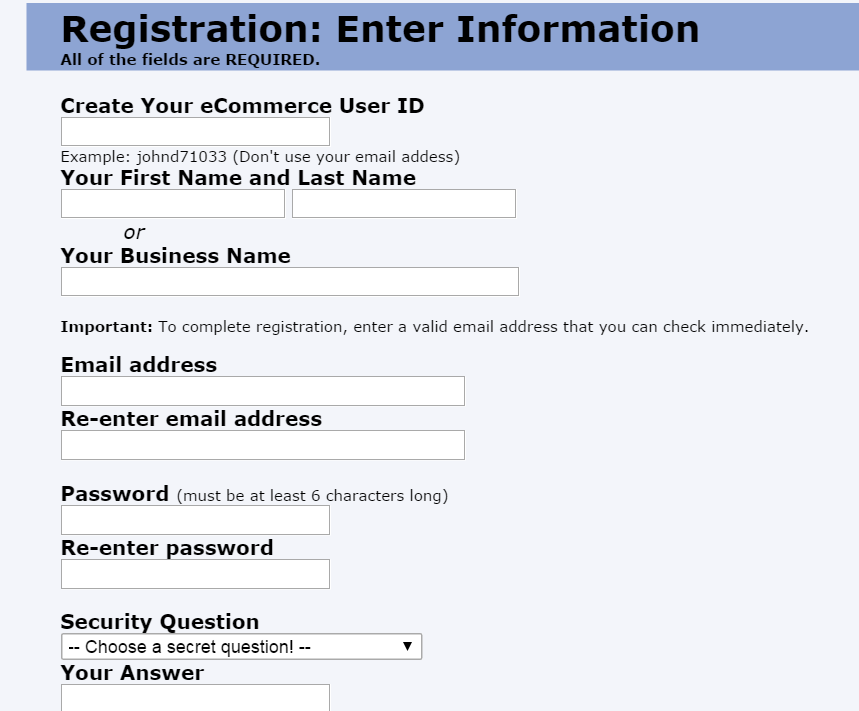 Registration: Enter Information
All of the fields are REQUIRED.
Create Your eCommerce User ID
Example: johnd71033 (Don't use your email addess)
Your First Name and Last Name
or
Your Business Name
Important: To complete registration, enter a valid email address that you can check immediately.
Email address
Re-enter email address
Password (must be at least 6 characters long)
Re-enter password
Security Question
-- Choose a secret question! --
Your Answer